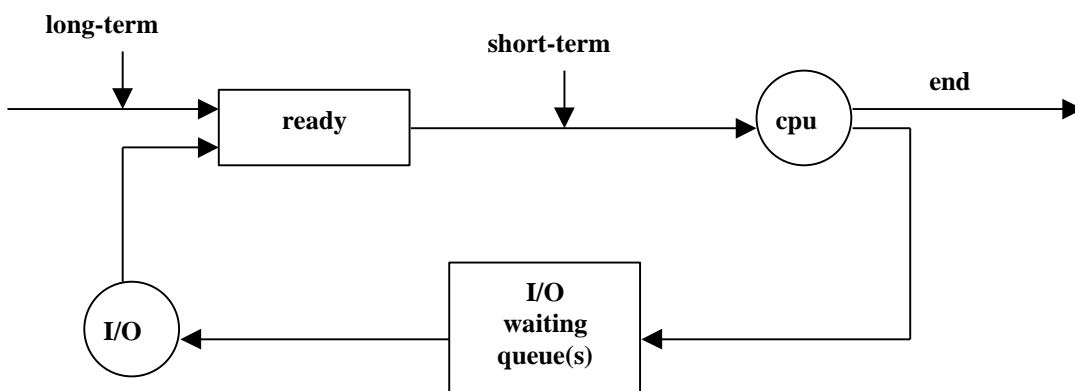 long-term
short-term
end
ready
cpu
I/O
waiting
queue(s)
I/O